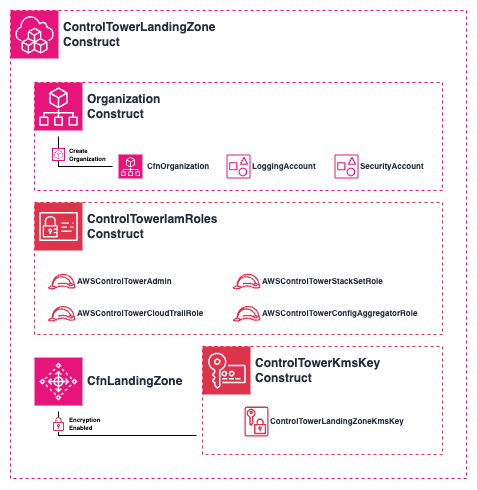 ControlTowerLandingZone
Construct
Organization
Construct
Create
Organization
CfnOrganization
LoggingAccount
SecurityAccount
ControlTowerIamRoles
Construct
AWSControlTowerAdmin
AWSControlTowerStackSetRole
AWSControlTowerCloudTrailRole
AWSControlTowerConfigAggregatorRole
CfnLandingZone
Encryption
Enabled
ControlTowerKmsKey
Construct
ControlTowerLandingZoneKmsKey